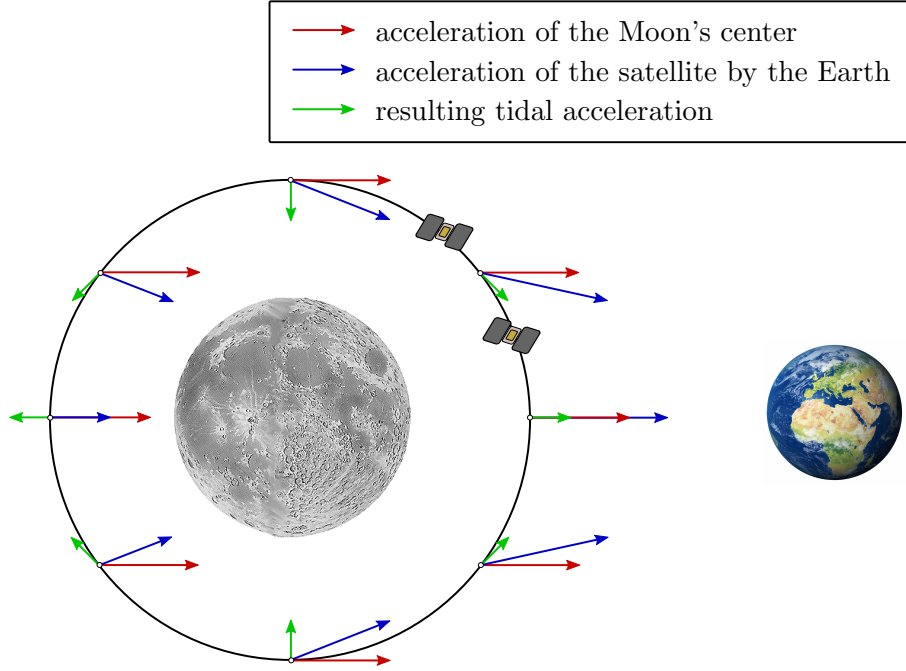 acceleration of the Moon's center
acceleration of the satellite by the Earth
resulting tidal acceleration